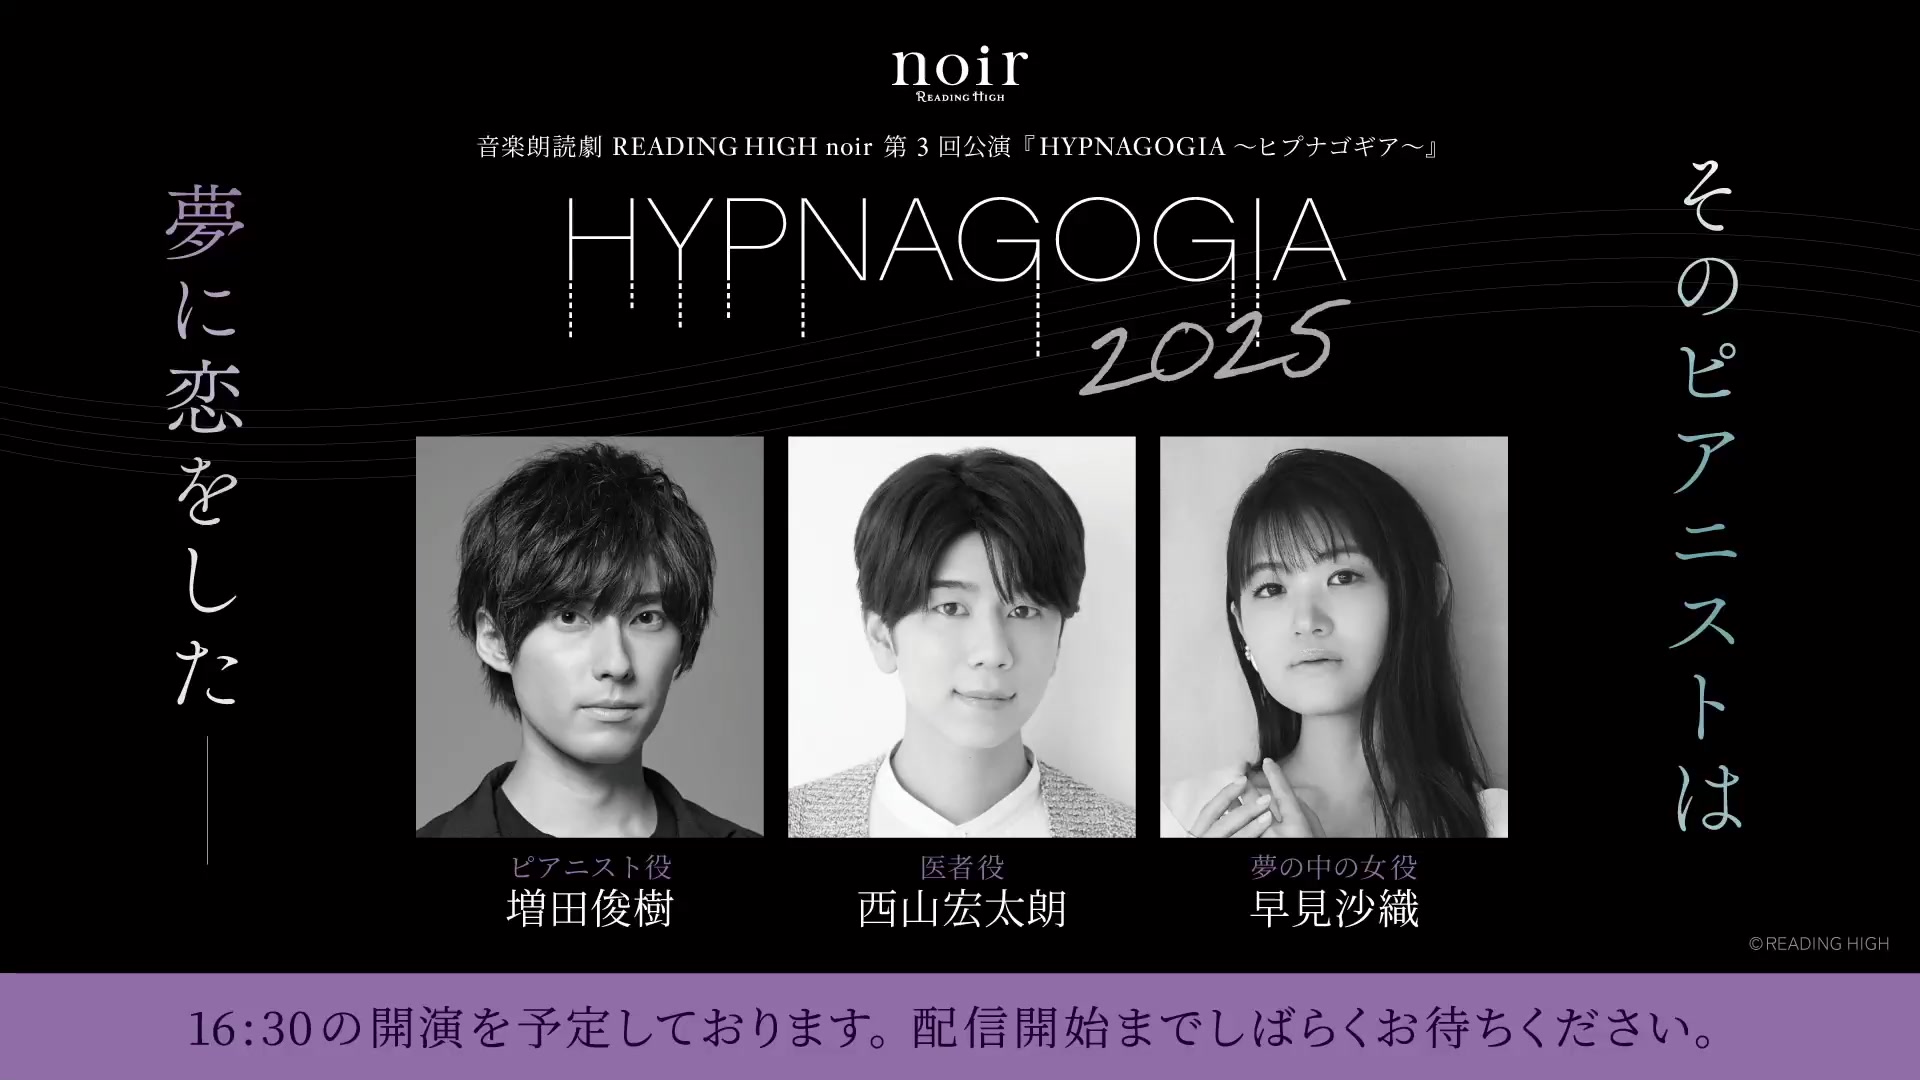 noir
READING HIGH
音楽朗読劇 READING HIGH noir 第 3 回公演『HYPNAGOGIA ～ヒプナゴギア～』
HYPNAGOGIA
2025
そのピアニストは
夢に恋をした――
ピアニスト役
増田俊樹
医者役
西山宏太朗
夢の中の女役
早見沙織
©READING HIGH
16:30の開演を予定しております。配信開始までしばらくお待ちください。